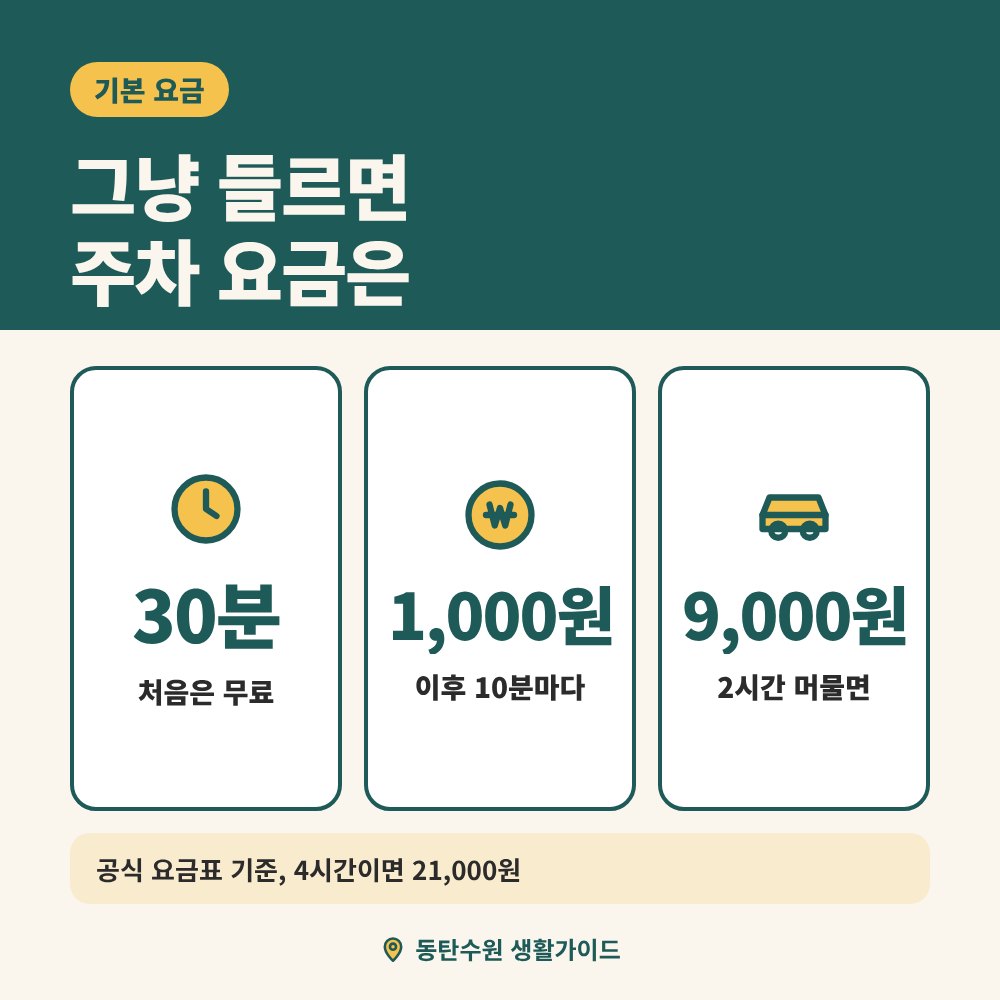 기본 요금
그냥 들르면
주차 요금은
30분
처음은 무료
₩
1,000원
이후 10분마다
9,000원
2시간 머물면
공식 요금표 기준, 4시간이면 21,000원
동탄수원 생활가이드